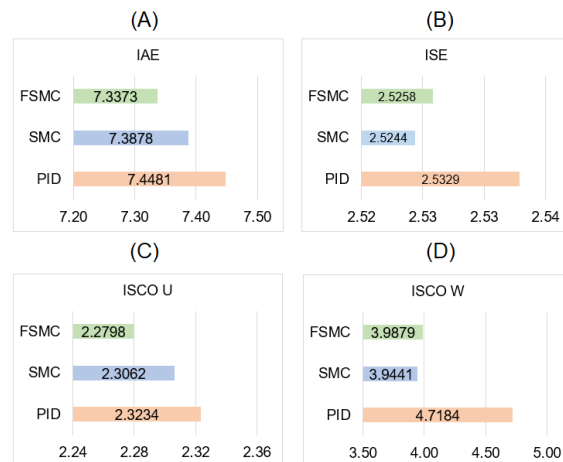 (A)
IAE
FSMC 7.3373
SMC 7.3878
PID 7.4481
7.20 7.30 7.40 7.50
(B)
ISE
FSMC 2.5258
SMC 2.5244
PID 2.5329
2.52 2.53 2.53 2.54
(C)
ISCO U
FSMC 2.2798
SMC 2.3062
PID 2.3234
2.24 2.28 2.32 2.36
(D)
ISCO W
FSMC 3.9879
SMC 3.9441
PID 4.7184
3.50 4.00 4.50 5.00